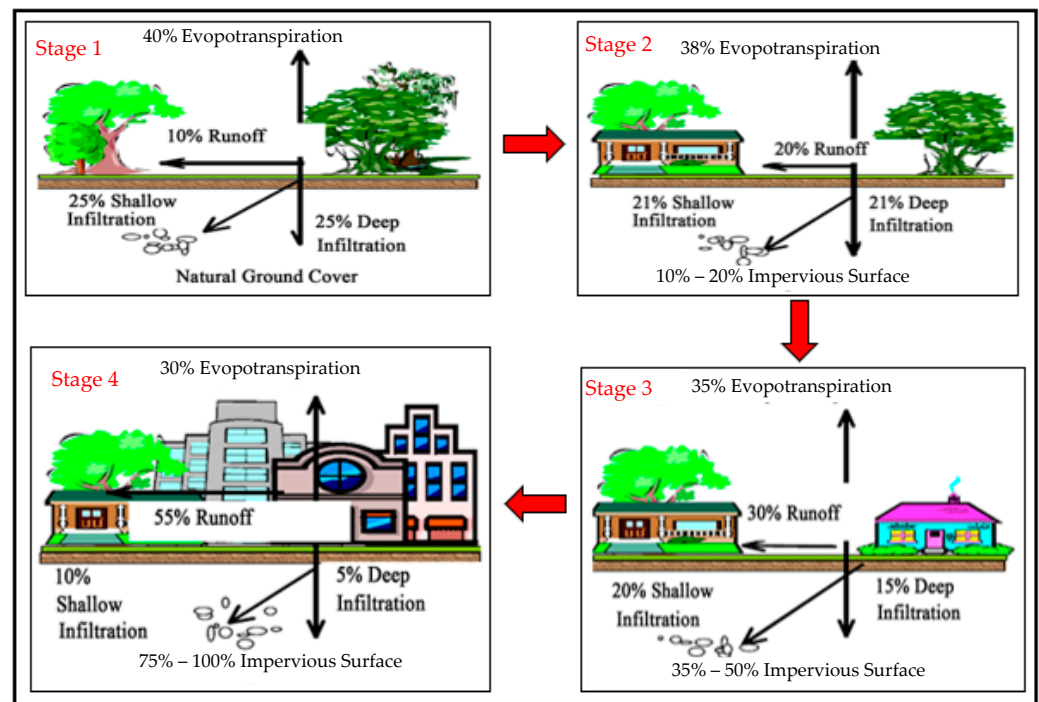 Stage 1
40% Evopotranspiration
10% Runoff
25% Shallow
Infiltration
25% Deep
Infiltration
Natural Ground Cover
Stage 2
38% Evopotranspiration
20% Runoff
21% Shallow
Infiltration
21% Deep
Infiltration
10% – 20% Impervious Surface
Stage 3
35% Evopotranspiration
30% Runoff
20% Shallow
Infiltration
15% Deep
Infiltration
35% – 50% Impervious Surface
Stage 4
30% Evopotranspiration
55% Runoff
10%
Shallow
Infiltration
5% Deep
Infiltration
75% – 100% Impervious Surface